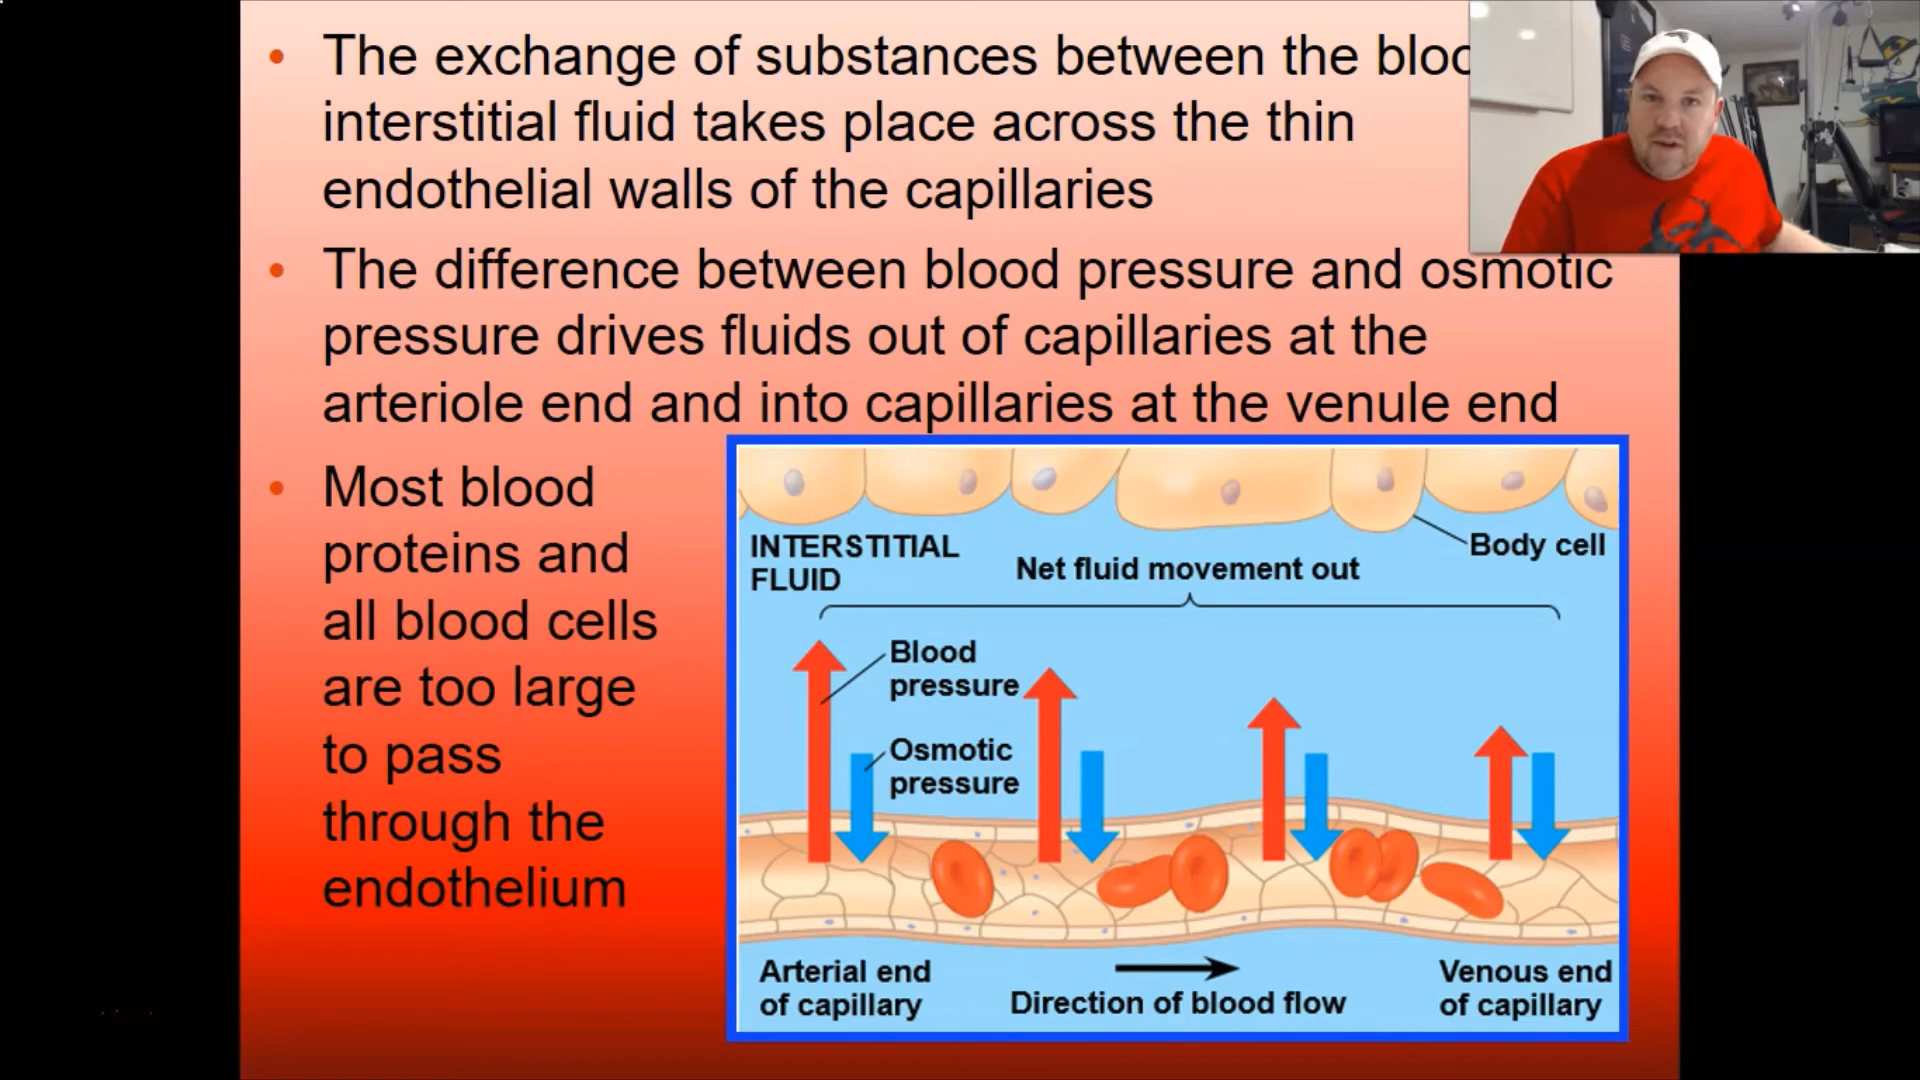 • The exchange of substances between the
interstitial fluid takes place across the thin
endothelial walls of the capillaries
• The difference between blood pressure and osmotic
pressure drives fluids out of capillaries at the
arteriole end and into capillaries at the venule end
• Most blood
proteins and
all blood cells
are too large
to pass
through the
endothelium
INTERSTITIAL
FLUID
Net fluid movement out
Body cell
Blood
pressure
Osmotic
pressure
Arterial end
of capillary
Direction of blood flow
Venous end
of capillary